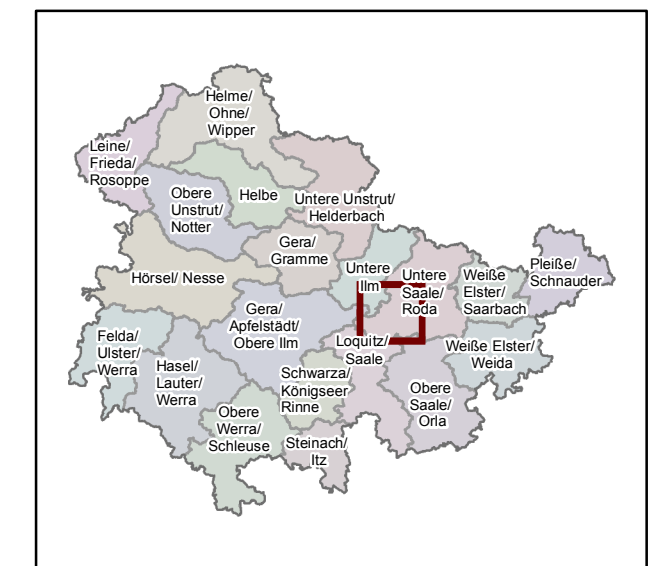 Helme/
Ohne/
Wipper
Leine/
Frieda/
Rosoppe
Obere
Unstrut/
Notter
Helbe
Untere Unstrut/
Helderbach
Gera/
Gramme
Hörsel/ Nesse
Untere
Ilm
Untere
Saale/
Roda
Weiße
Elster/
Saarbach
Pleiße/
Schnauder
Gera/
Apfelstädt/
Obere Ilm
Felda/
Ulster/
Werra
Hasel/
Lauter/
Werra
Loquitz/
Saale
Weiße Elster/
Weida
Schwarza/
Königseer
Rinne
Obere
Saale/
Orla
Obere
Werra/
Schleuse
Steinach/
Itz